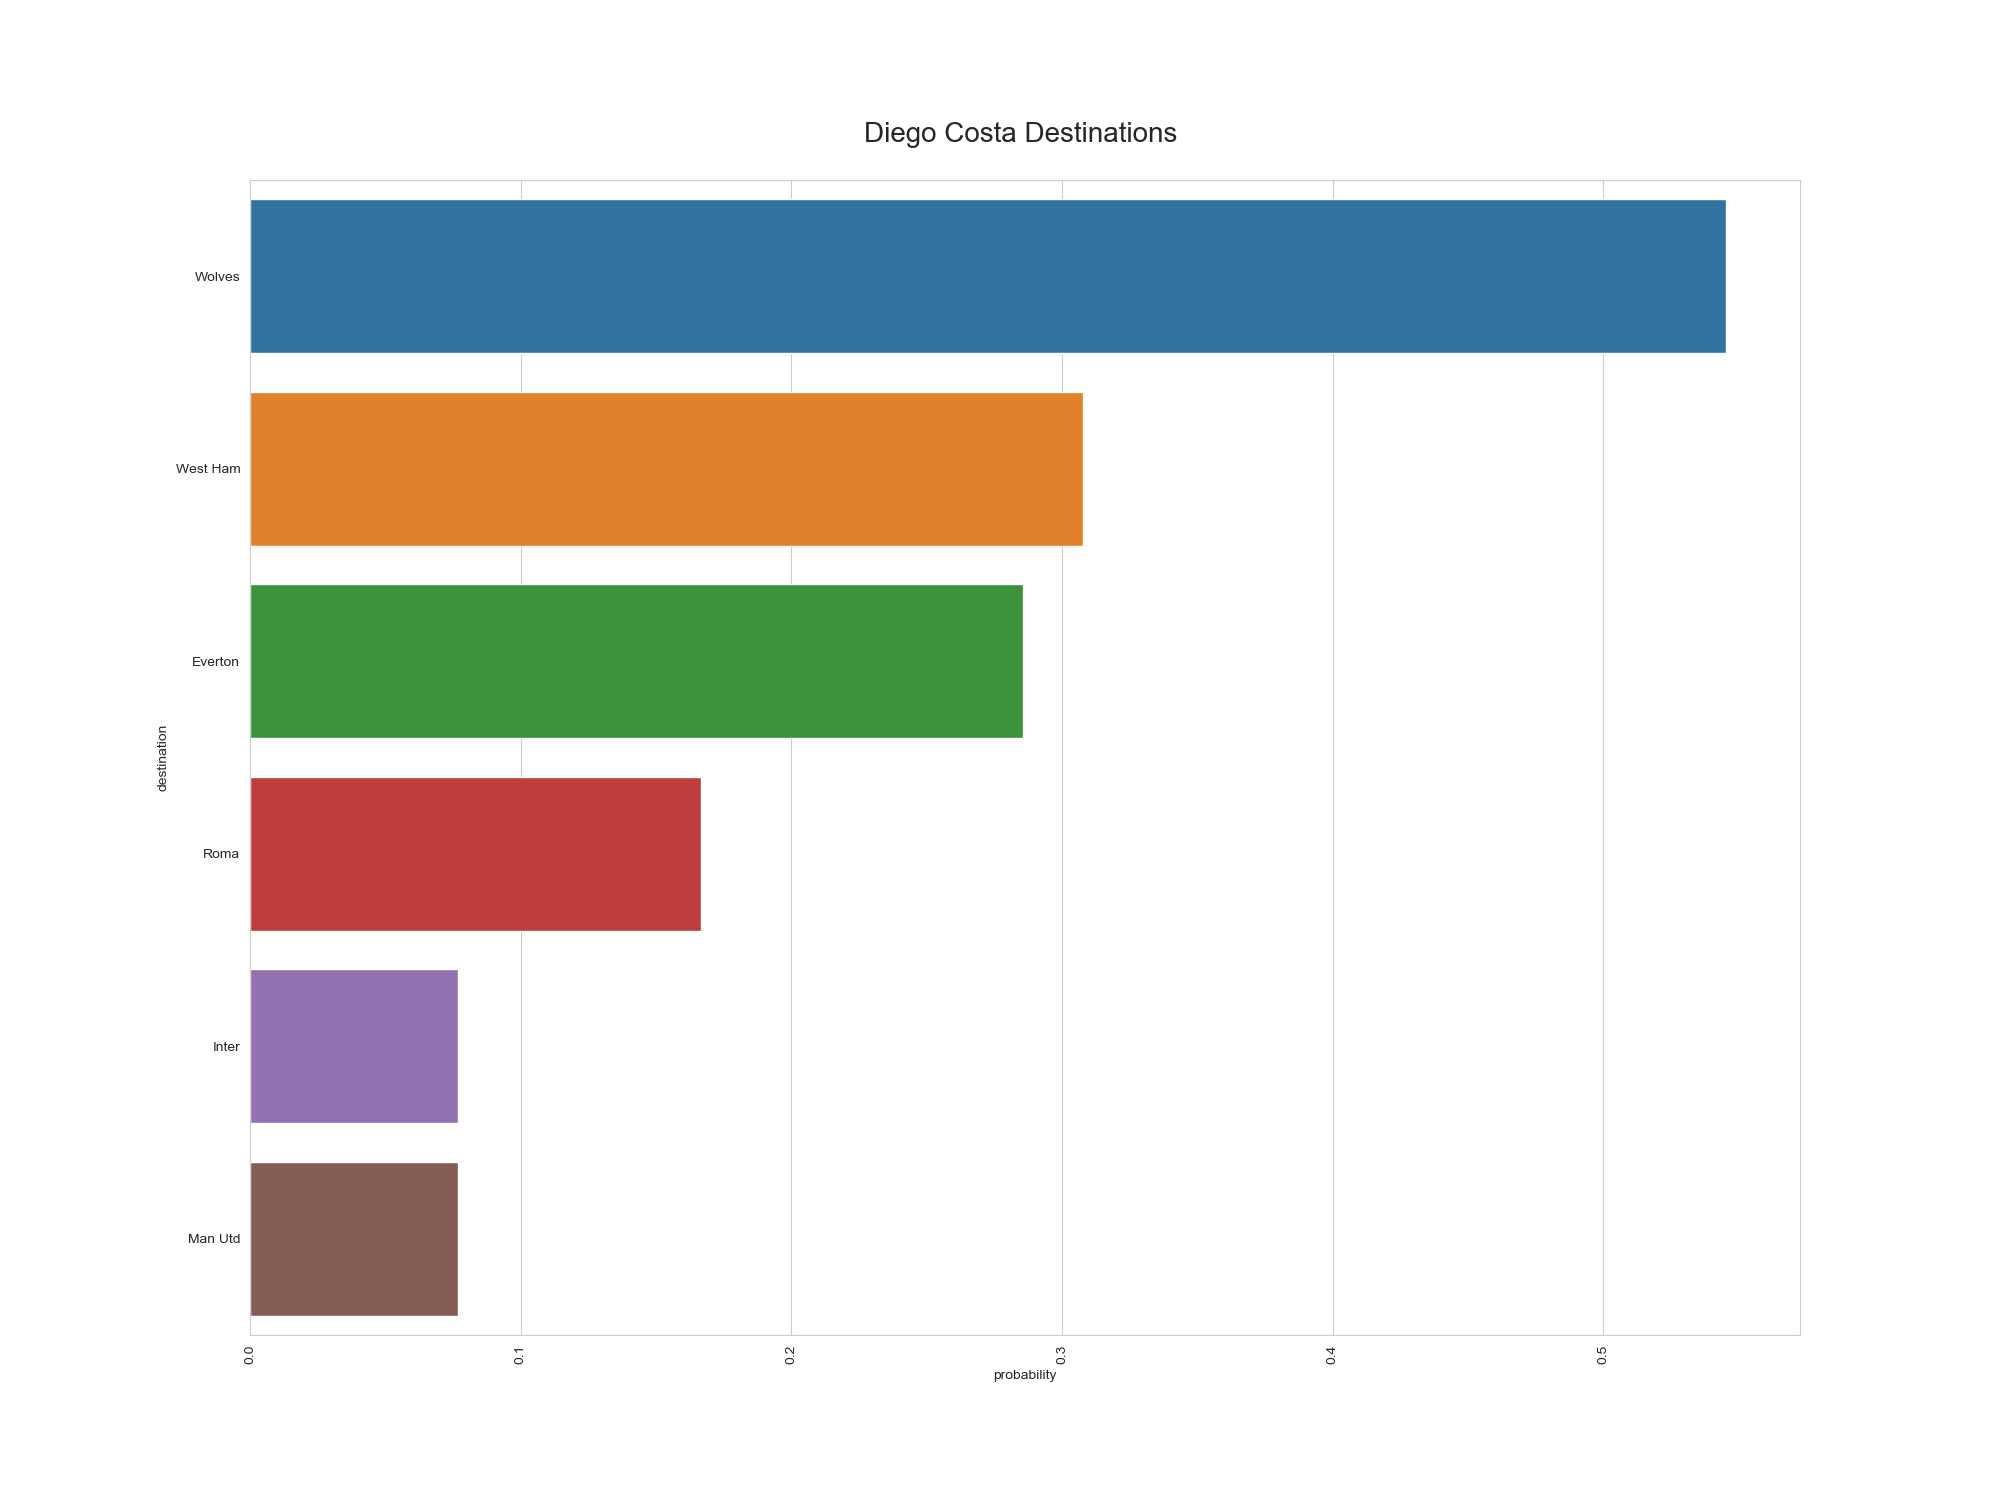 Diego Costa Destinations
Wolves
West Ham
Everton
Roma
Inter
Man Utd
destination
0.0
0.1
0.2
0.3
0.4
0.5
probability